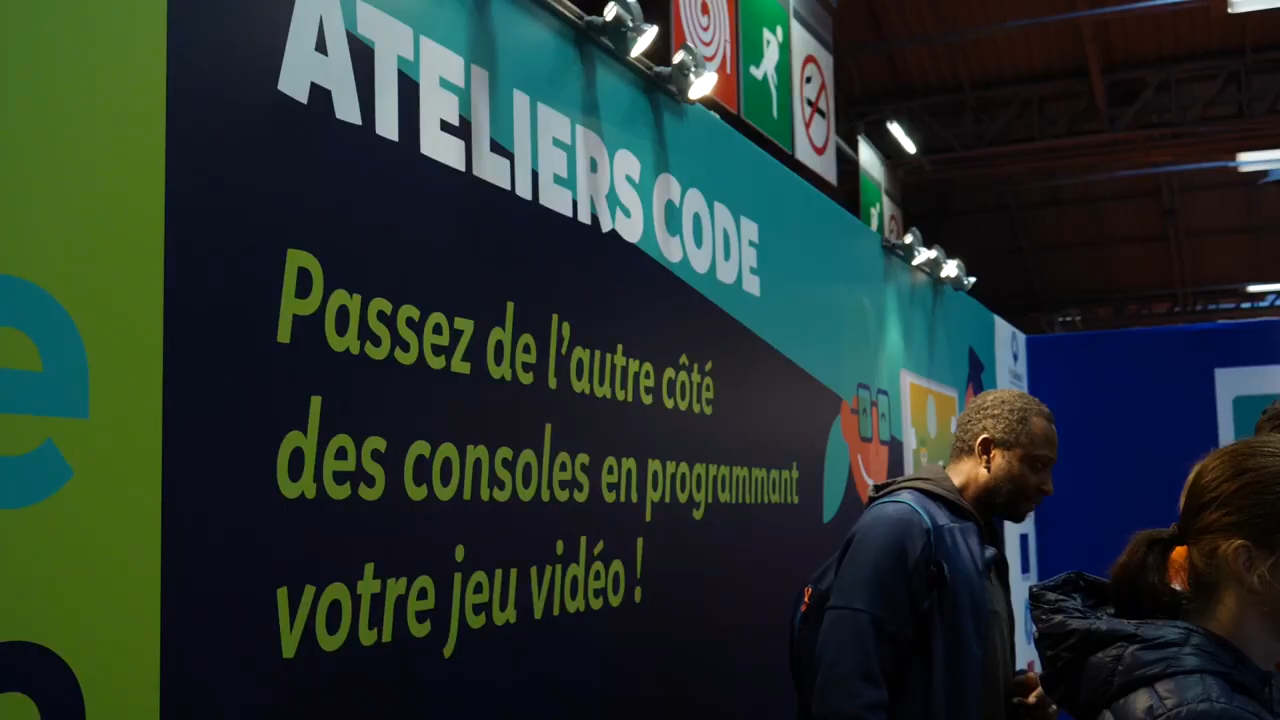 ATELIERS CODE
Passez de l'autre côté
des consoles en programmant
votre jeu vidéo !
e